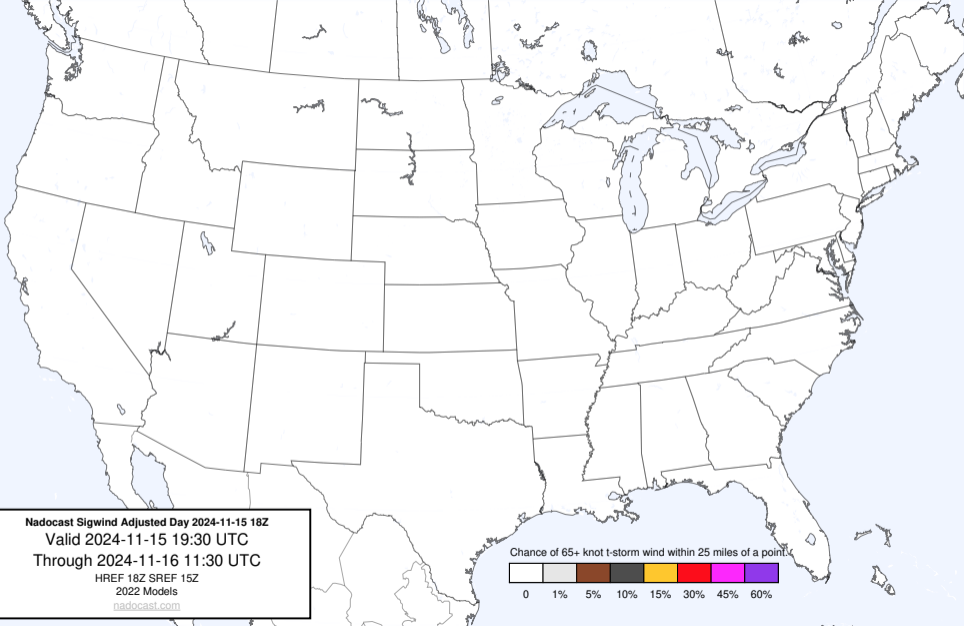 Nadocast Sigwind Adjusted Day 2024-11-15 18Z
Valid 2024-11-15 19:30 UTC
Through 2024-11-16 11:30 UTC
HREF 18Z SREF 15Z
2022 Models
nadocast.com
Chance of 65+ knot t-storm wind within 25 miles of a point.
0 1% 5% 10% 15% 30% 45% 60%